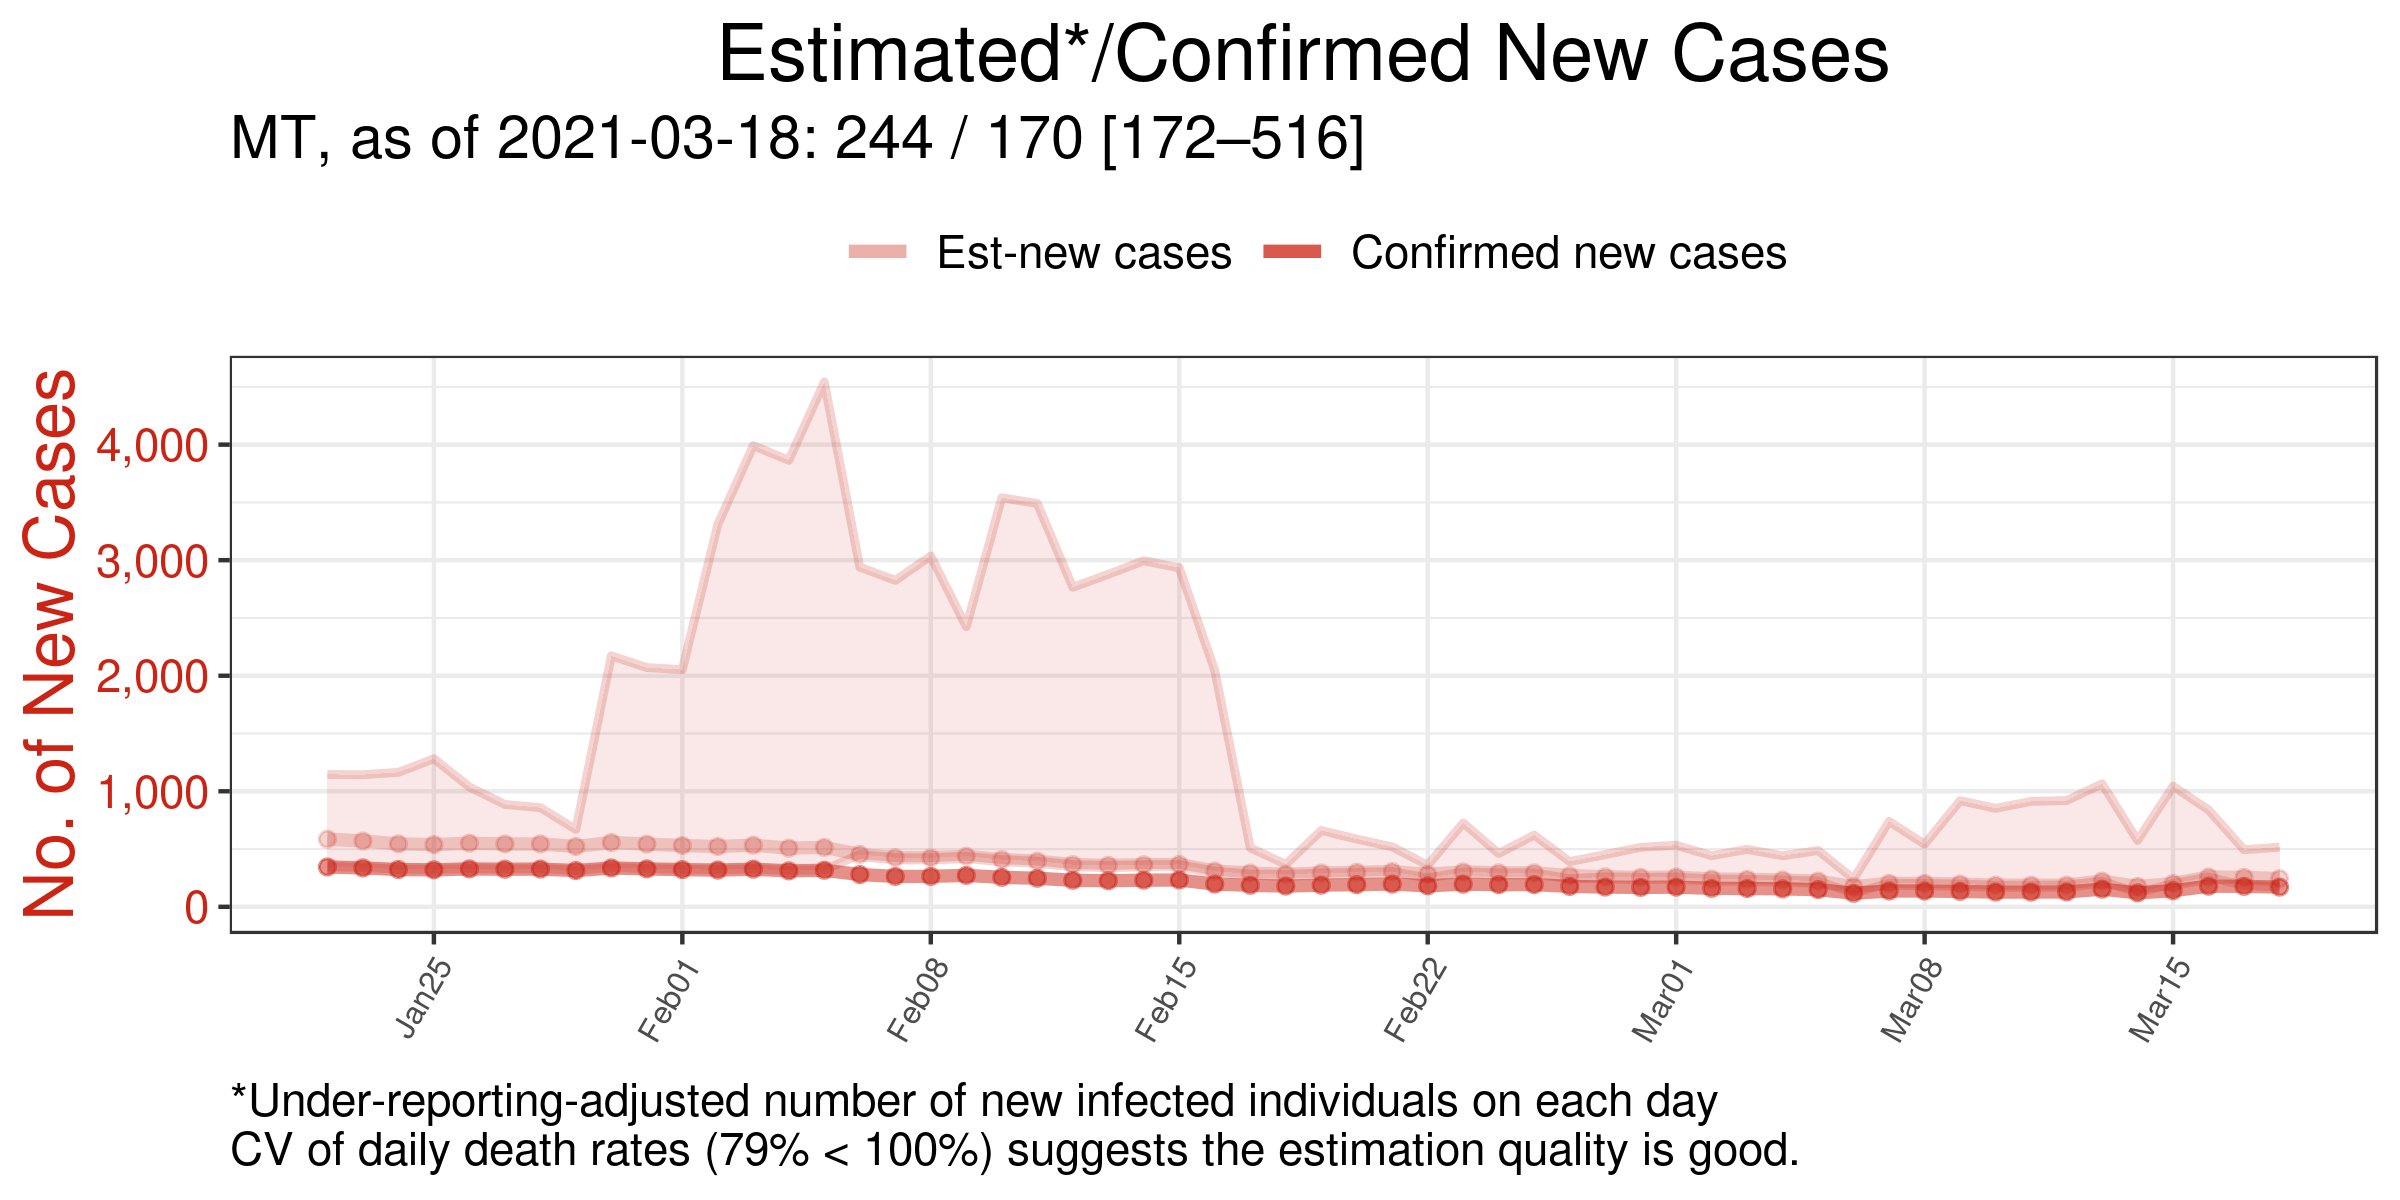 Estimated*/Confirmed New Cases
MT, as of 2021-03-18: 244 / 170 [172–516]
Est-new cases Confirmed new cases
No. of New Cases
4,000
3,000
2,000
1,000
0
Jan25 Feb01 Feb08 Feb15 Feb22 Mar01 Mar08 Mar15
*Under-reporting-adjusted number of new infected individuals on each day
CV of daily death rates (79% < 100%) suggests the estimation quality is good.